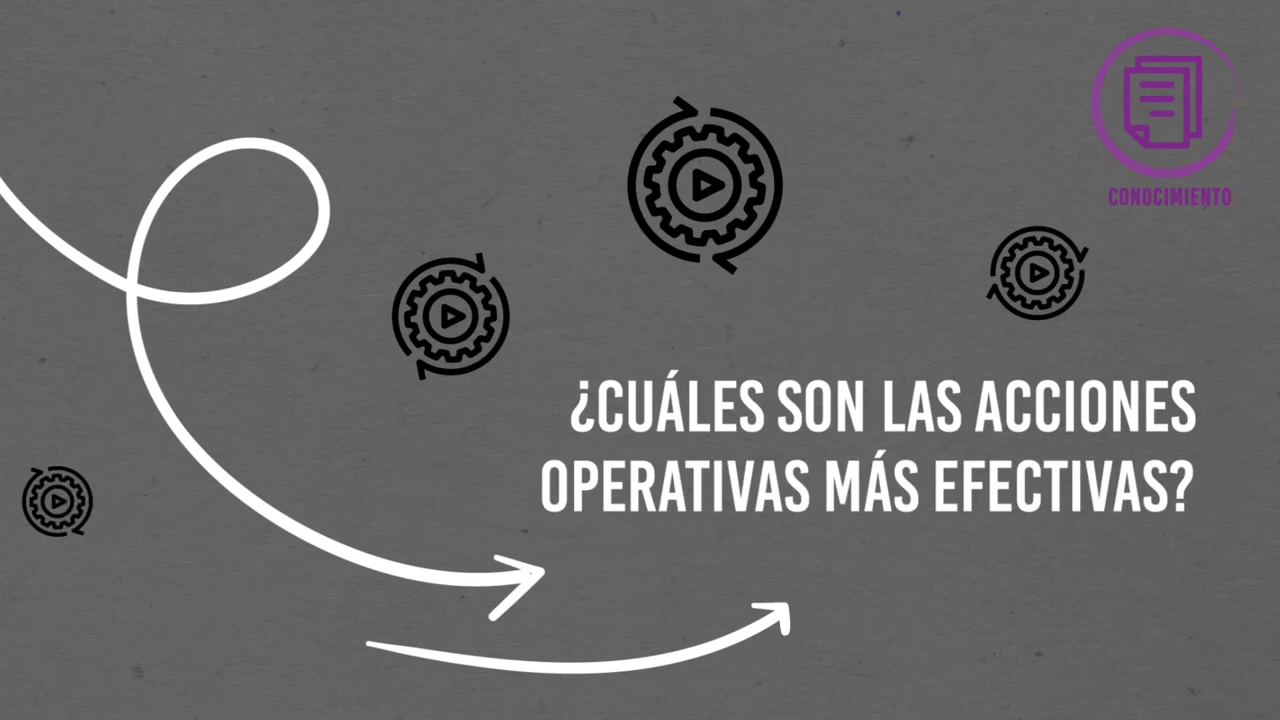 CONOCIMIENTO
¿CUÁLES SON LAS ACCIONES
OPERATIVAS MÁS EFECTIVAS?